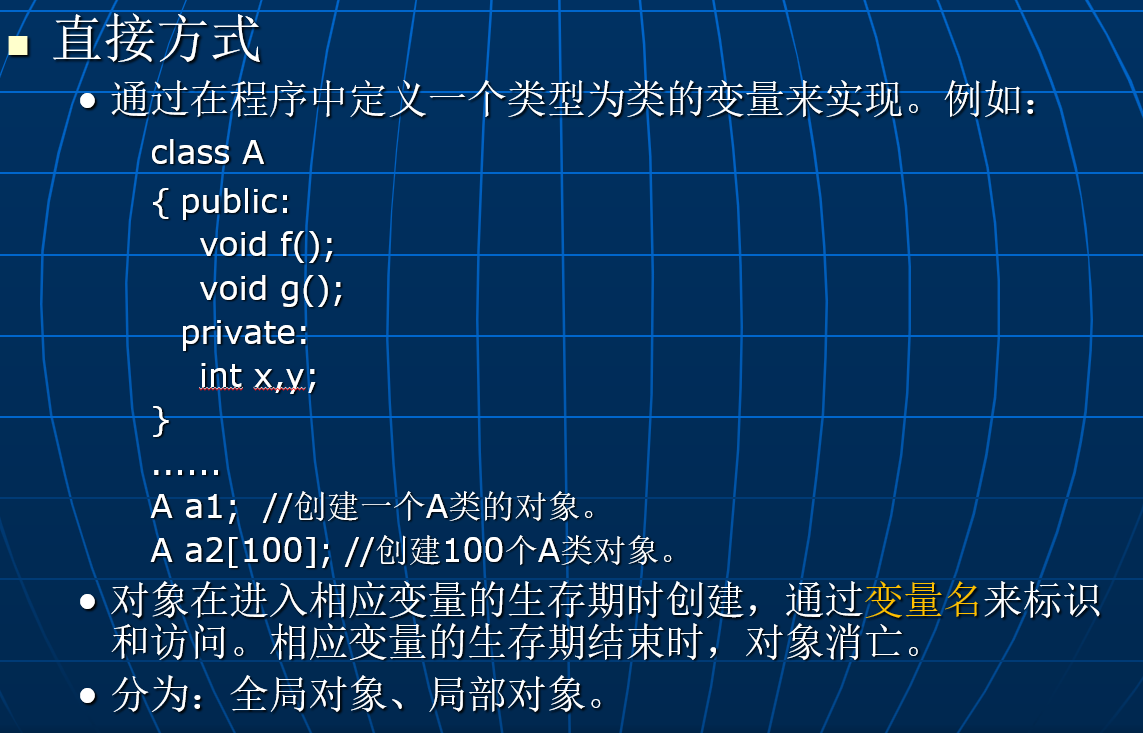 直接方式
通过在程序中定义一个类型为类的变量来实现。例如：
class A
{ public:
void f();
void g();
private:
int x,y;
}
......
A a1; //创建一个A类的对象。
A a2[100]; //创建100个A类对象。
对象在进入相应变量的生存期时创建，通过变量名来标识
和访问。相应变量的生存期结束时，对象消亡。
分为：全局对象、局部对象。